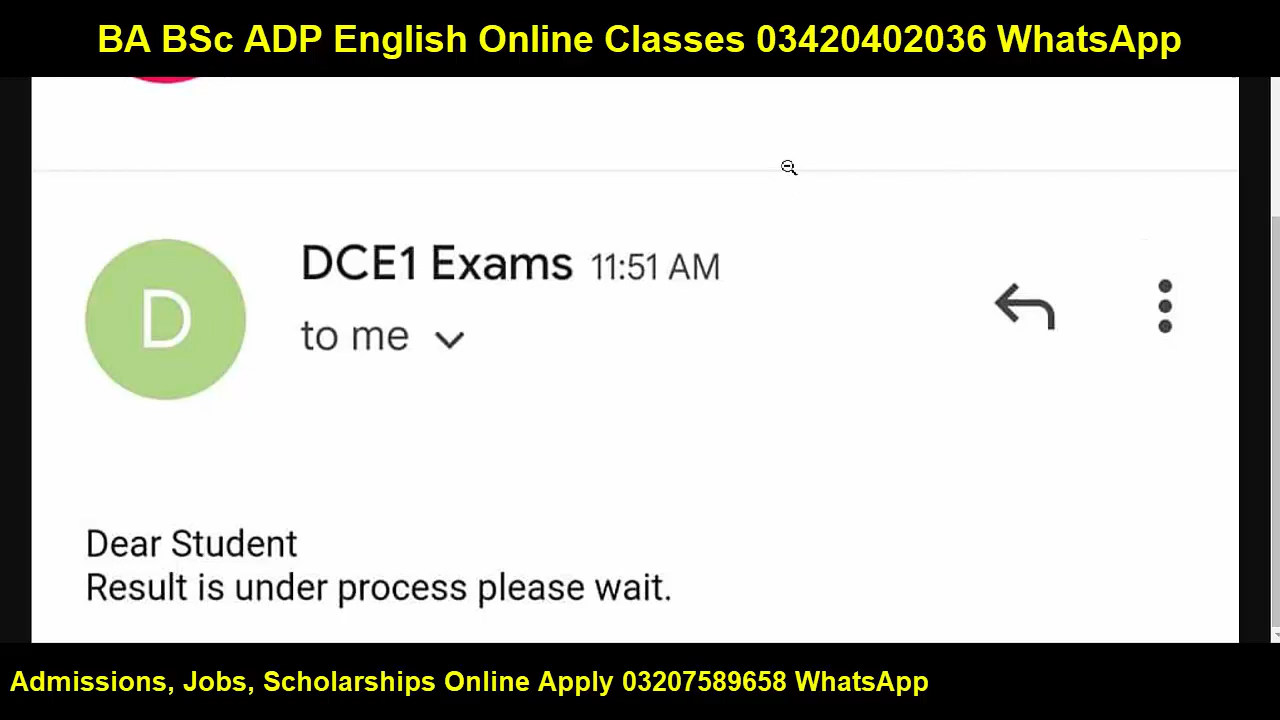 BA BSc ADP English Online Classes 03420402036 WhatsApp
D
DCE1 Exams 11:51 AM
to me
Dear Student
Result is under process please wait.
Admissions, Jobs, Scholarships Online Apply 03207589658 WhatsApp